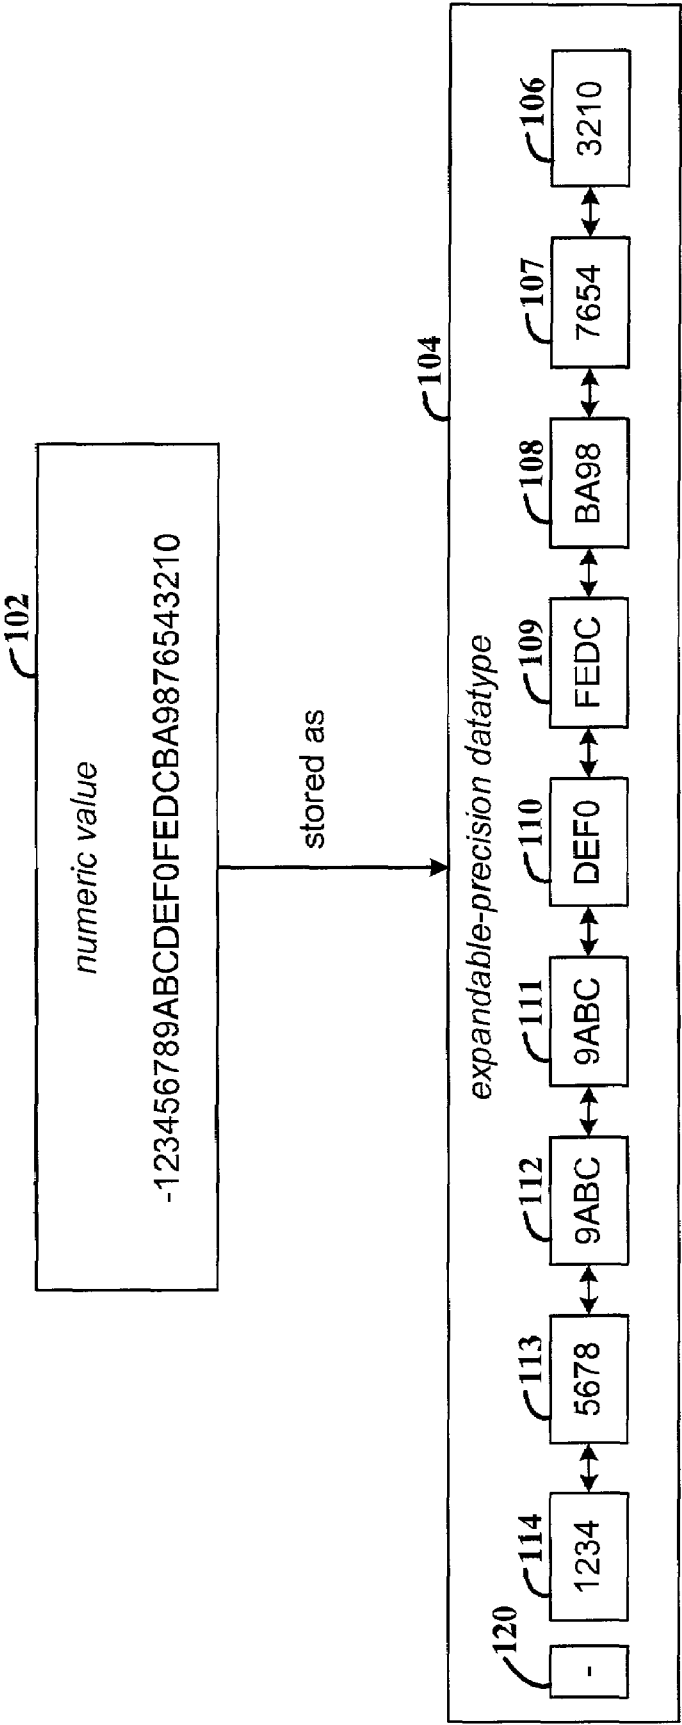 102
numeric value
-123456789ABCDEF0FEDCBA9876543210
stored as
104
expandable-precision datatype
120 114 113 112 111 110 109 108 107 106
- 1234 5678 9ABC 9ABC DEF0 FEDC BA98 7654 3210